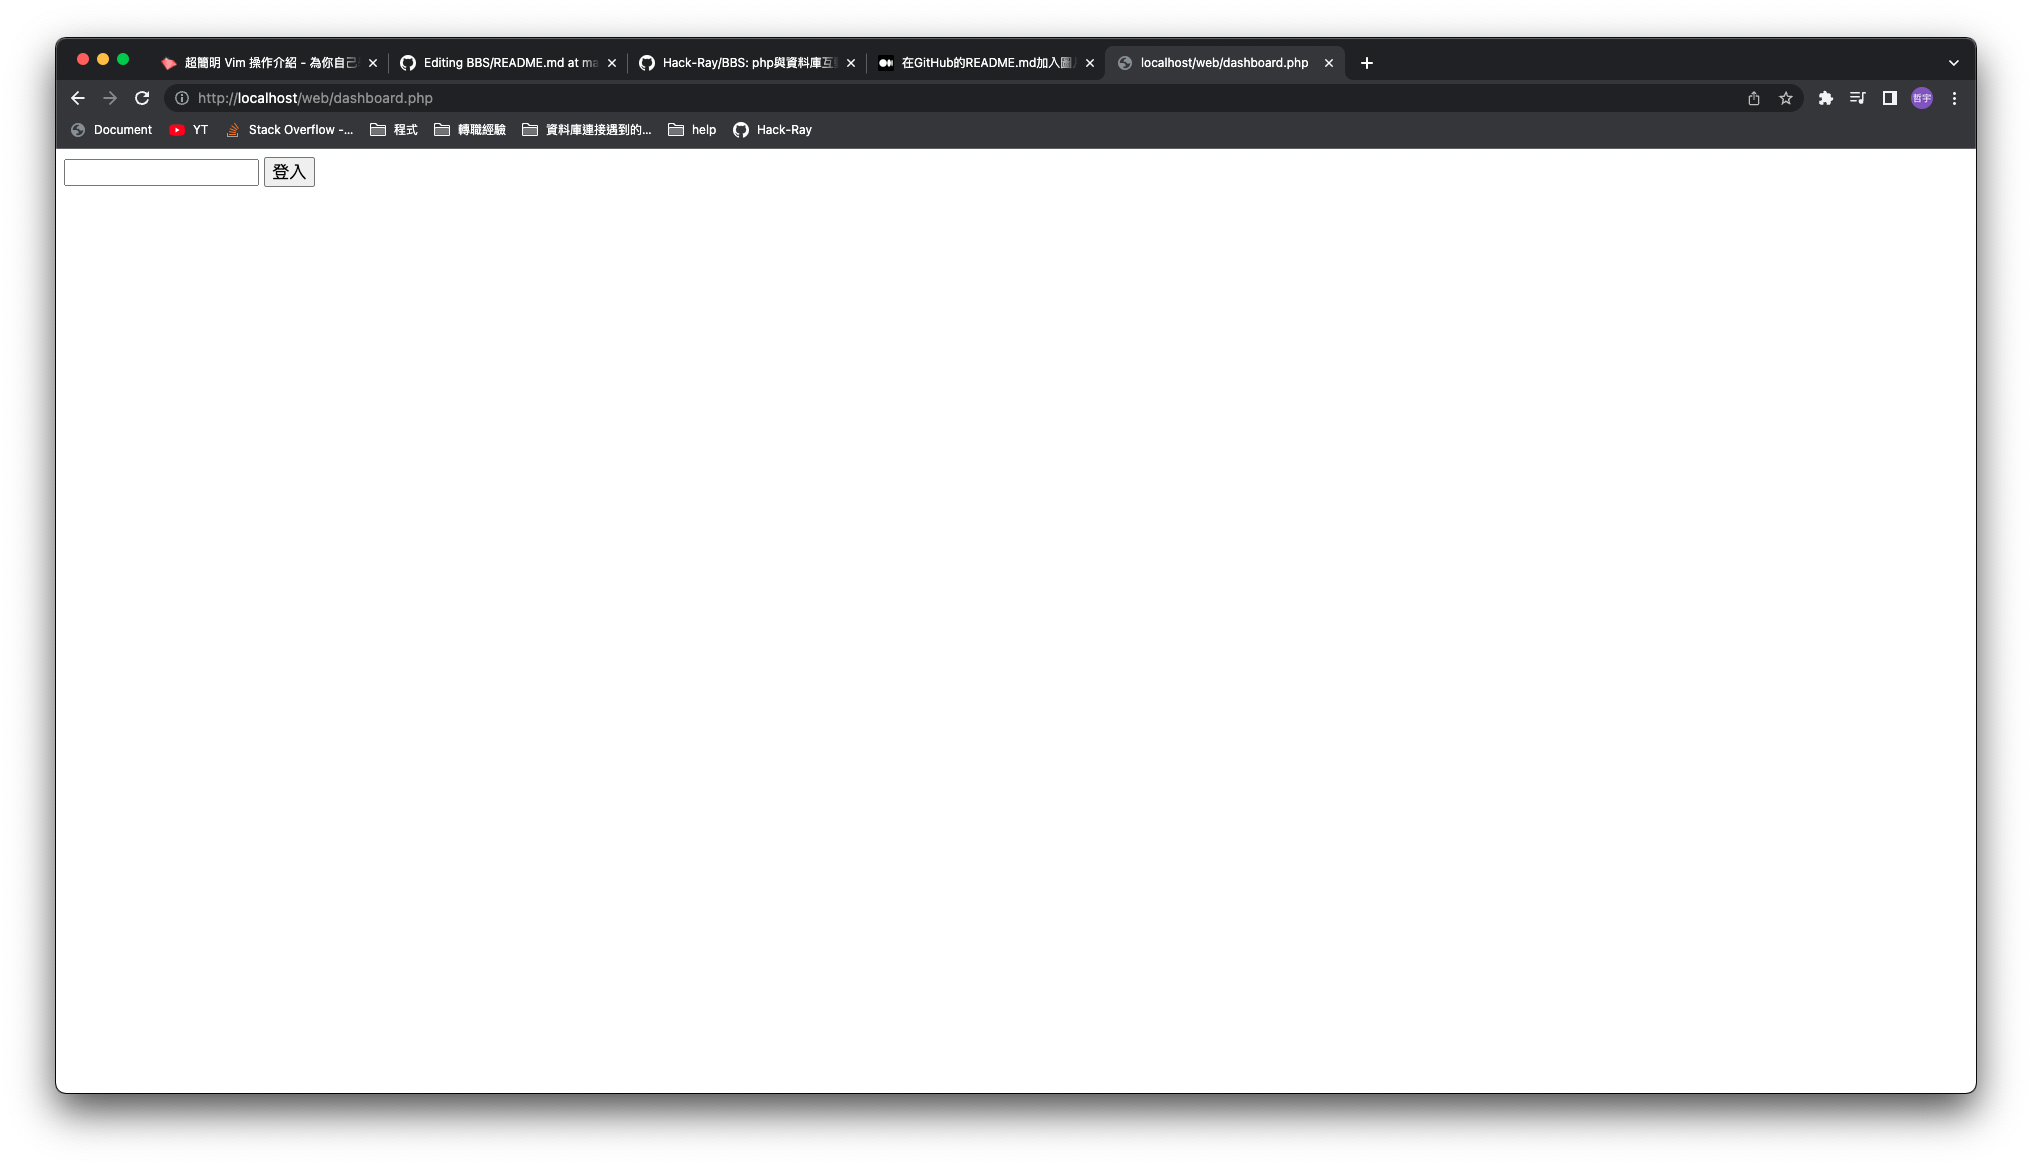 超簡明 Vim 操作介紹 - 為你自己
Editing BBS/README.md at ma
Hack-Ray/BBS: php與資料庫互
在GitHub的README.md加入圖
localhost/web/dashboard.php
http://localhost/web/dashboard.php
哲宇
Document YT Stack Overflow -... 程式 轉職經驗 資料庫連接遇到的... help Hack-Ray
登入